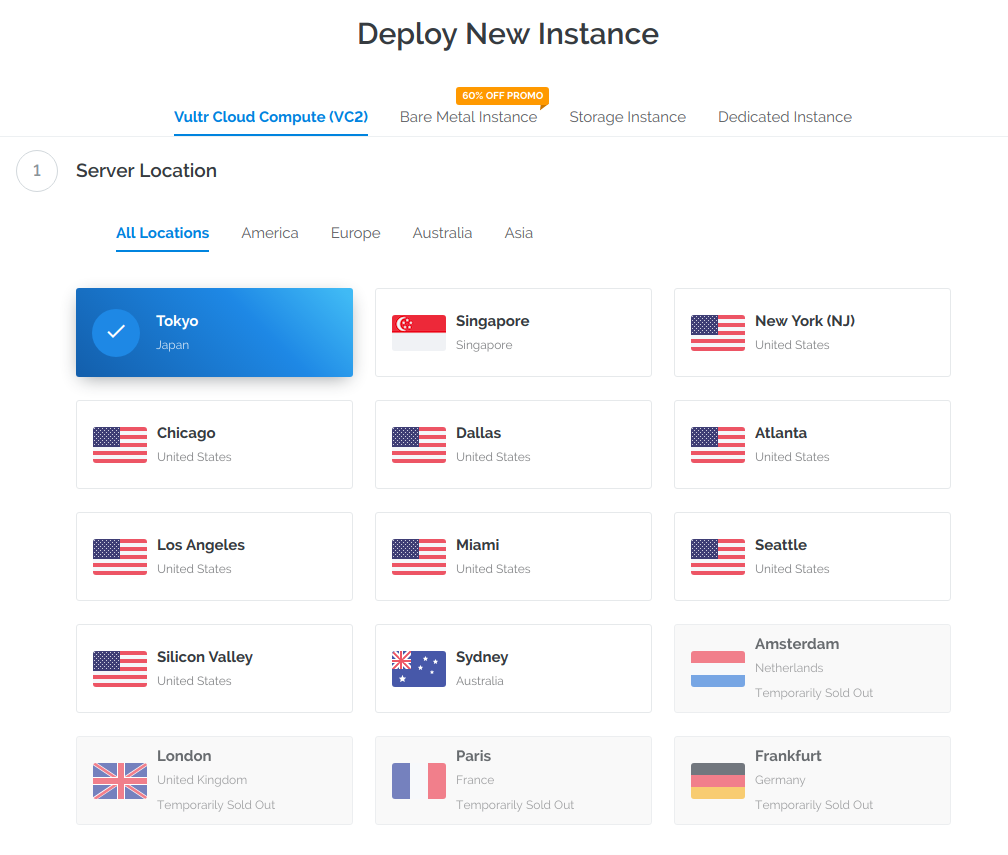 Deploy New Instance
60% OFF PROMO
Vultr Cloud Compute (VC2)
Bare Metal Instance
Storage Instance
Dedicated Instance
1
Server Location
All Locations
America
Europe
Australia
Asia
Tokyo
Japan
Singapore
Singapore
New York (NJ)
United States
Chicago
United States
Dallas
United States
Atlanta
United States
Los Angeles
United States
Miami
United States
Seattle
United States
Silicon Valley
United States
Sydney
Australia
Amsterdam
Netherlands
Temporarily Sold Out
London
United Kingdom
Temporarily Sold Out
Paris
France
Temporarily Sold Out
Frankfurt
Germany
Temporarily Sold Out